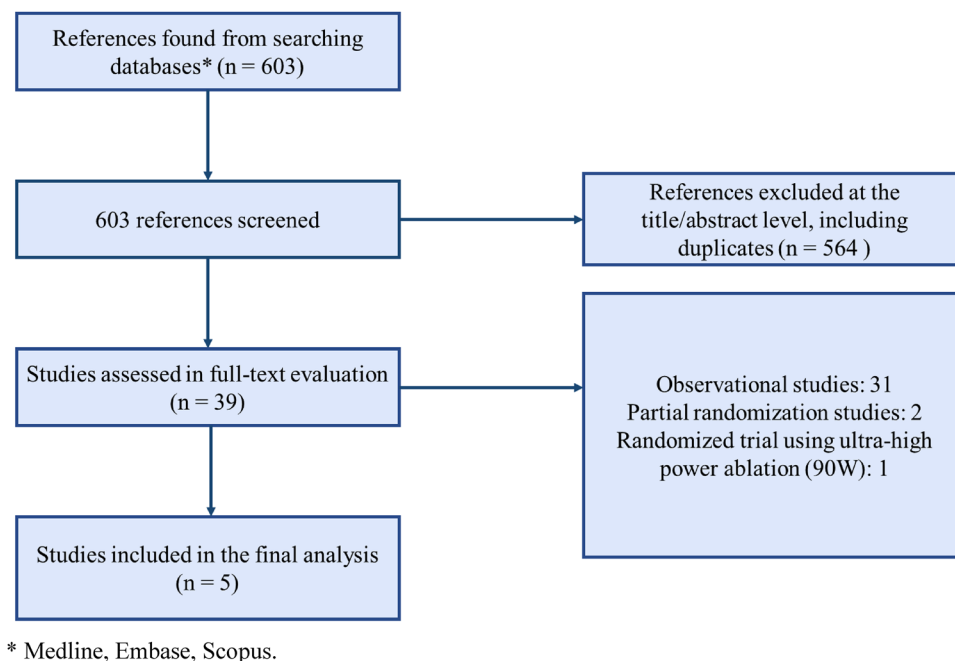 References found from searching
databases* (n = 603)
603 references screened
References excluded at the
title/abstract level, including
duplicates (n = 564 )
Studies assessed in full-text evaluation
(n = 39)
Observational studies: 31
Partial randomization studies: 2
Randomized trial using ultra-high
power ablation (90W): 1
Studies included in the final analysis
(n = 5)
* Medline, Embase, Scopus.